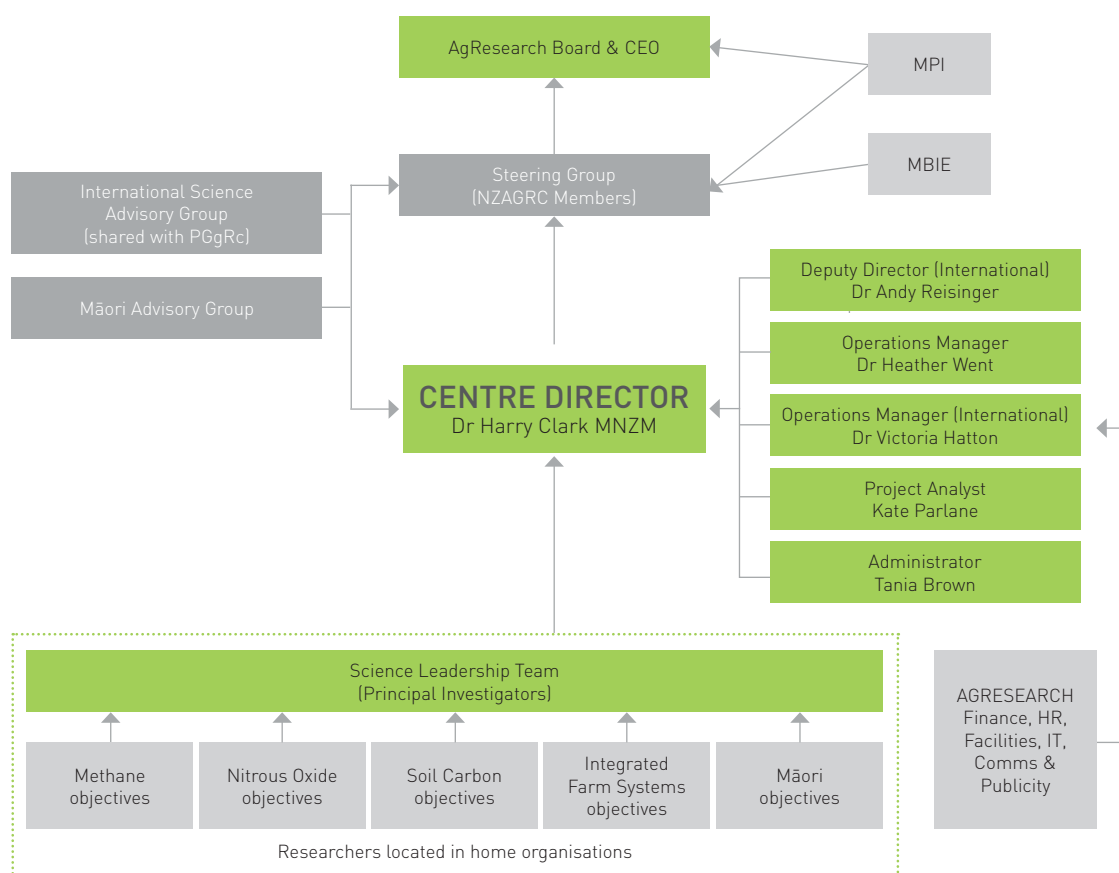 AgResearch Board & CEO
MPI
MBIE
International Science
Advisory Group
(shared with PGgRc)
Steering Group
(NZAGRC Members)
Māori Advisory Group
Deputy Director (International)
Dr Andy Reisinger
Operations Manager
Dr Heather Went
CENTRE DIRECTOR
Dr Harry Clark MNZM
Operations Manager (International)
Dr Victoria Hatton
Project Analyst
Kate Parlane
Administrator
Tania Brown
Science Leadership Team
(Principal Investigators)
Methane
objectives
Nitrous Oxide
objectives
Soil Carbon
objectives
Integrated
Farm Systems
objectives
Māori
objectives
Researchers located in home organisations
AGRESEARCH
Finance, HR,
Facilities, IT,
Comms &
Publicity